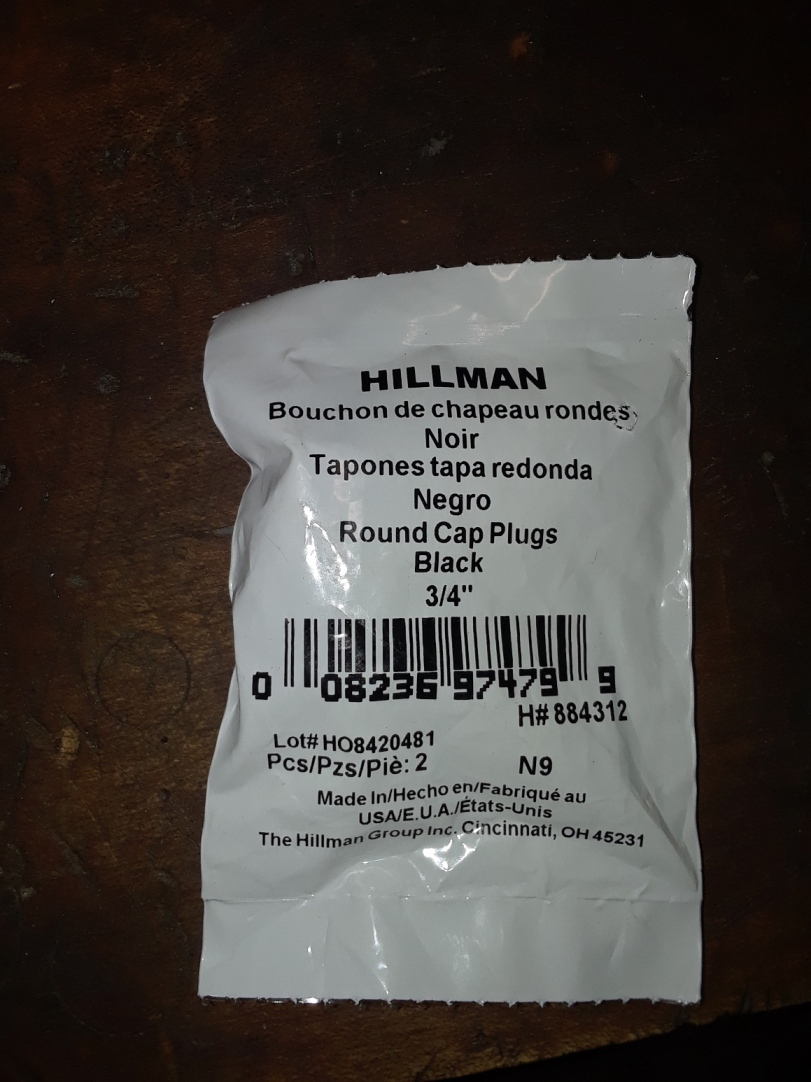 HILLMAN
Bouchon de chapeau rondes
Noir
Tapones tapa redonda
Negro
Round Cap Plugs
Black
3/4"
0 08236 97479 9
H# 884312
Lot# HO8420481
Pcs/Pzs/Piè: 2 N9
Made In/Hecho en/Fabriqué au
USA/E.U.A./États-Unis
The Hillman Group Inc. Cincinnati, OH 45231